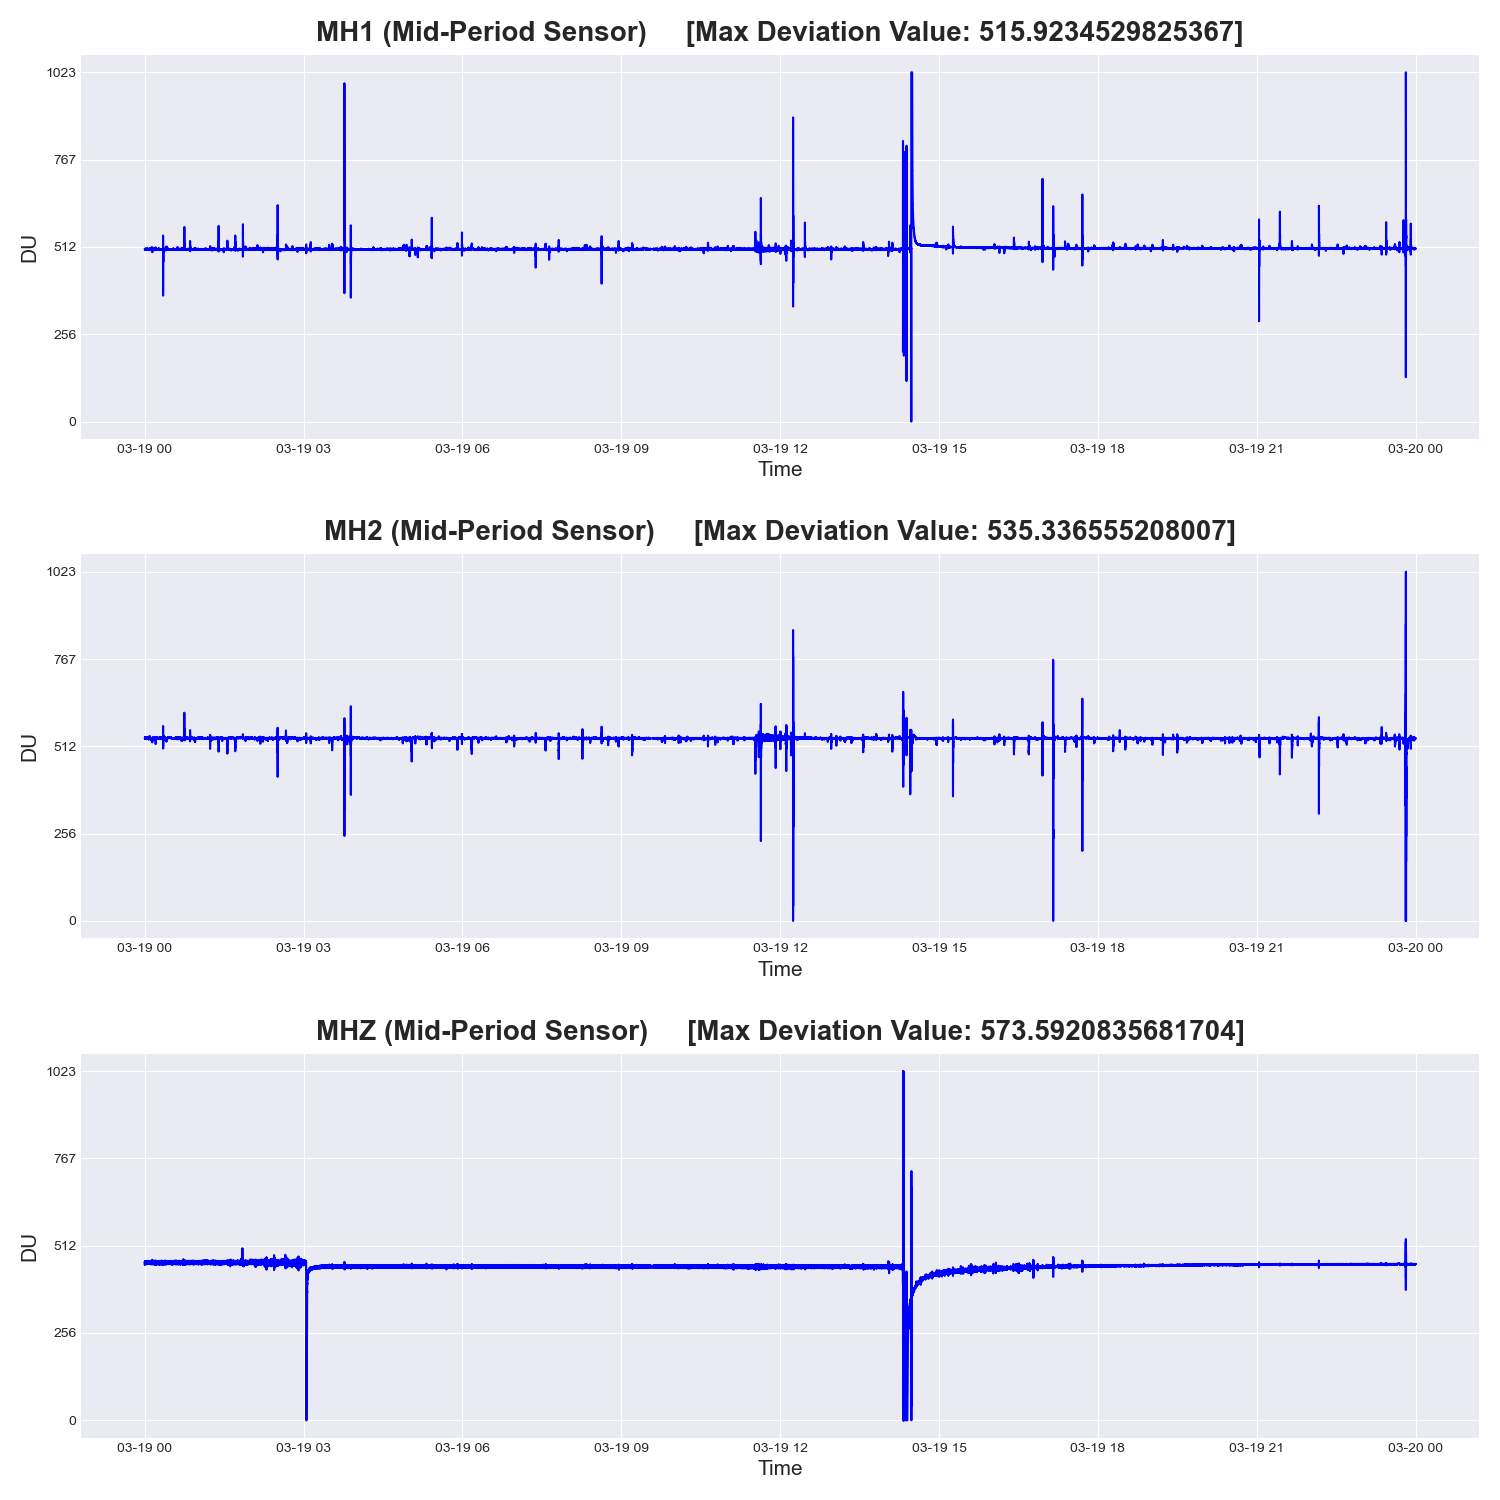 MH1 (Mid-Period Sensor) [Max Deviation Value: 515.9234529825367]
1023
767
512
256
0
DU
03-19 00 03-19 03 03-19 06 03-19 09 03-19 12 03-19 15 03-19 18 03-19 21 03-20 00
Time
MH2 (Mid-Period Sensor) [Max Deviation Value: 535.336555208007]
1023
767
512
256
0
DU
03-19 00 03-19 03 03-19 06 03-19 09 03-19 12 03-19 15 03-19 18 03-19 21 03-20 00
Time
MHZ (Mid-Period Sensor) [Max Deviation Value: 573.5920835681704]
1023
767
512
256
0
DU
03-19 00 03-19 03 03-19 06 03-19 09 03-19 12 03-19 15 03-19 18 03-19 21 03-20 00
Time